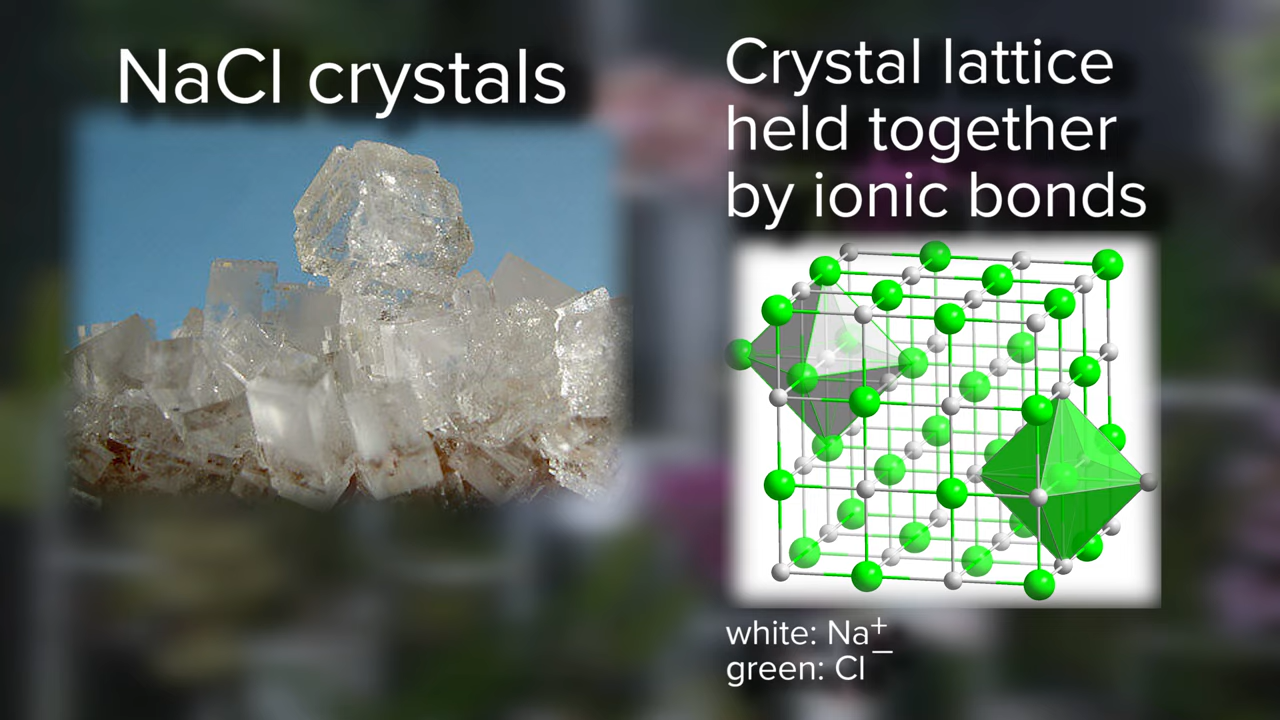 NaCl crystals
Crystal lattice
held together
by ionic bonds
white: Na⁺
green: Cl⁻